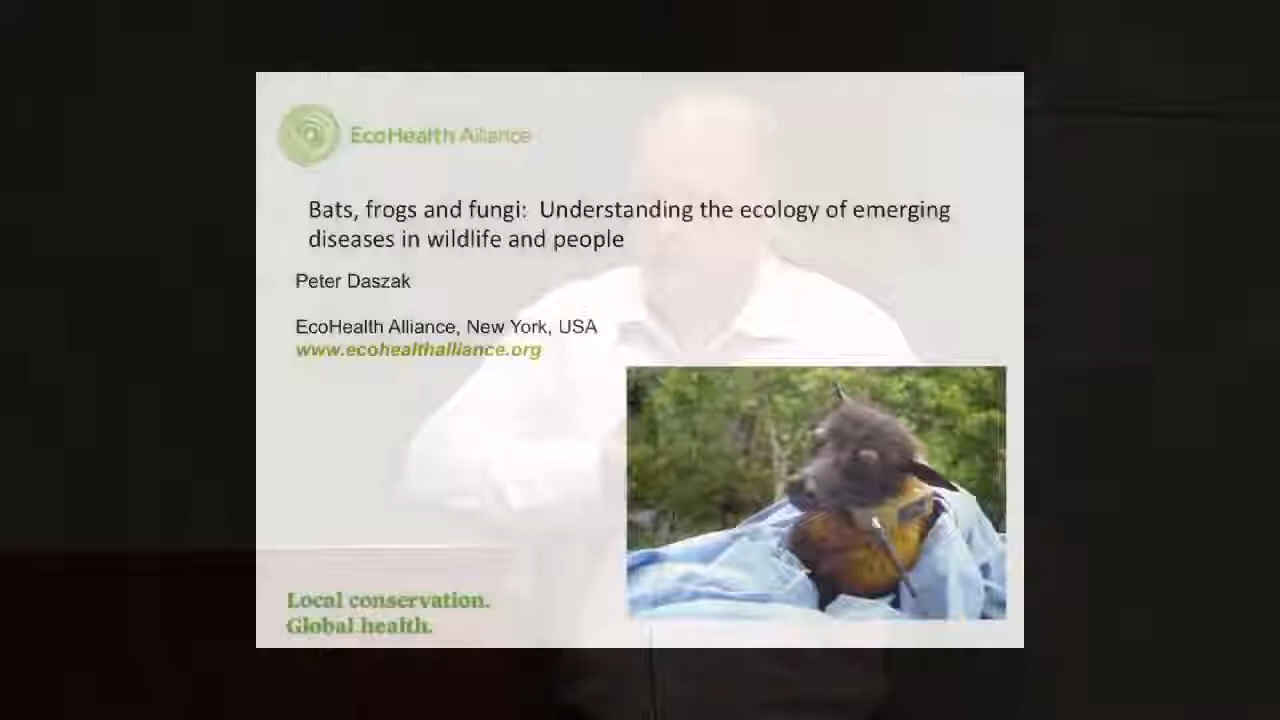 EcoHealth Alliance
Bats, frogs and fungi: Understanding the ecology of emerging
diseases in wildlife and people
Peter Daszak
EcoHealth Alliance, New York, USA
www.ecohealthalliance.org
Local conservation.
Global health.